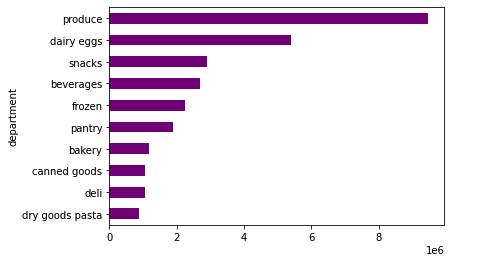 produce
dairy eggs
snacks
beverages
frozen
pantry
bakery
canned goods
deli
dry goods pasta
department
0 2 4 6 8
1e6